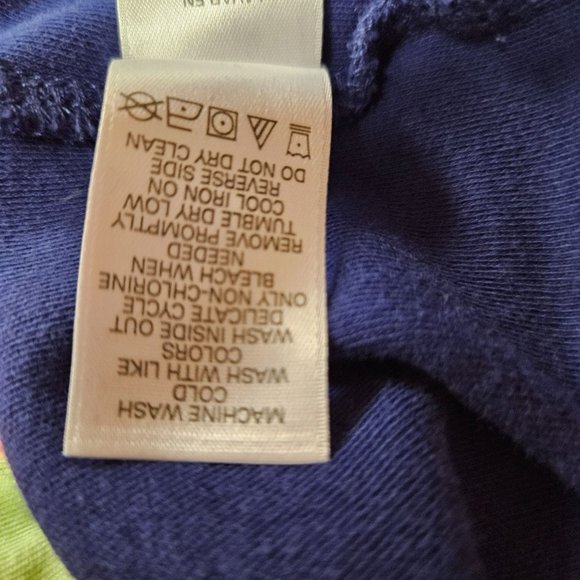 MACHINE WASH
COLD
WASH WITH LIKE
COLORS
WASH INSIDE OUT
DELICATE CYCLE
ONLY NON-CHLORINE
BLEACH WHEN
NEEDED
REMOVE PROMPTLY
TUMBLE DRY LOW
COOL IRON ON
REVERSE SIDE
DO NOT DRY CLEAN